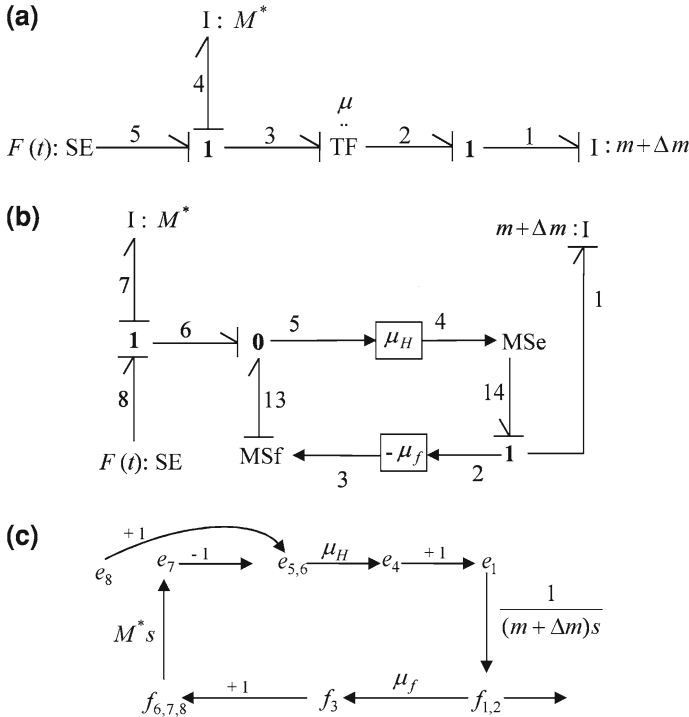 (a)
I : M*
4
μ
F (t): SE 5 1 3 TF 2 1 1 I : m+Δm
(b)
I : M*
m+Δm :I
7
1
1 6 0 5 μ_H 4 MSe
8 13 14
F (t): SE MSf 3 -μ_f 2 1
(c)
+1
e_8 e_7 -1 e_5,6 μ_H e_4 +1 e_1
M*s
1/(m+Δm)s
f_6,7,8 +1 f_3 μ_f f_1,2